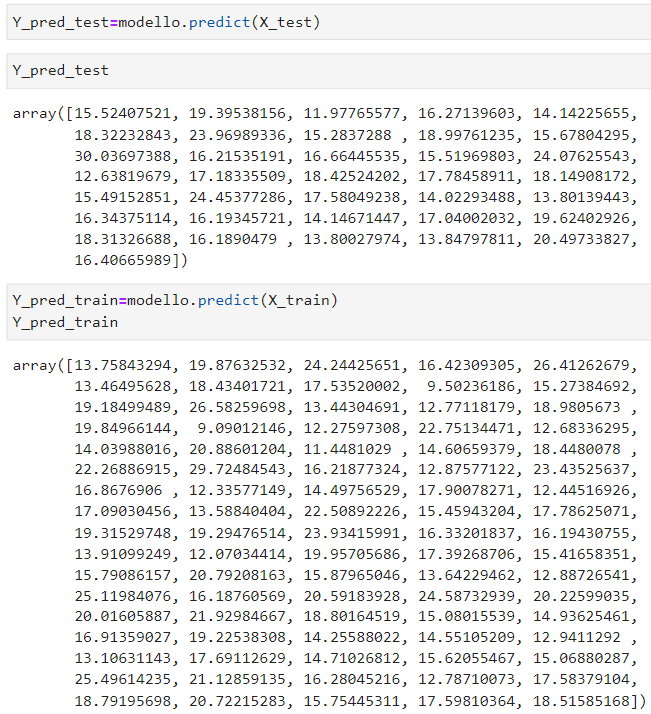 Y_pred_test=modello.predict(X_test)
Y_pred_test
array([15.52407521, 19.39538156, 11.97765577, 16.27139603, 14.14225655,
18.32232843, 23.96989336, 15.2837288 , 18.99761235, 15.67804295,
30.03697388, 16.21535191, 16.66445535, 15.51969803, 24.07625543,
12.63819679, 17.18335509, 18.42524202, 17.78458911, 18.14908172,
15.49152851, 24.45377286, 17.58049238, 14.02293488, 13.80139443,
16.34375114, 16.19345721, 14.14671447, 17.04002032, 19.62402926,
18.31326688, 16.1890479 , 13.80027974, 13.84797811, 20.49733827,
16.40665989])
Y_pred_train=modello.predict(X_train)
Y_pred_train
array([13.75843294, 19.87632532, 24.24425651, 16.42309305, 26.41262679,
13.46495628, 18.43401721, 17.53520002,  9.50236186, 15.27384692,
19.18499489, 26.58259698, 13.44304691, 12.77118179, 18.9805673 ,
19.84966144,  9.09012146, 12.27597308, 22.75134471, 12.68336295,
14.03988016, 20.88601204, 11.4481029 , 14.60659379, 18.4480078 ,
22.26886915, 29.72484543, 16.21877324, 12.87577122, 23.43525637,
16.8676906 , 12.33577149, 14.49756529, 17.90078271, 12.44516926,
17.09030456, 13.58840404, 22.50892226, 15.45943204, 17.78625071,
19.31529748, 19.29476514, 23.93415991, 16.33201837, 16.19430755,
13.91099249, 12.07034414, 19.95705686, 17.39268706, 15.41658351,
15.79086157, 20.79208163, 15.87965046, 13.64229462, 12.88726541,
25.11984076, 16.18760569, 20.59183928, 24.58732939, 20.22599035,
20.01605887, 21.92984667, 18.80164519, 15.08015539, 14.93625461,
16.91359027, 19.22538308, 14.25588022, 14.55105209, 12.9411292 ,
13.10631143, 17.69112629, 14.71026812, 15.62055467, 15.06880287,
25.49614235, 21.12859135, 16.28045216, 12.78710073, 17.58379104,
18.79195698, 20.72215283, 15.75445311, 17.59810364, 18.51585168])